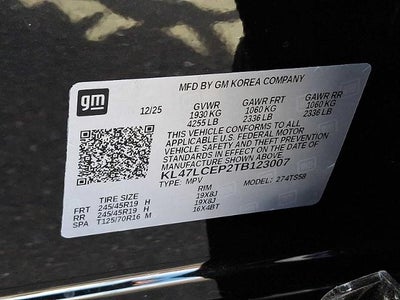 gm
MFD BY GM KOREA COMPANY
12/25 GVWR GAWR FRT GAWR RR
1930 KG 1060 KG 1060 KG
4255 LB 2336 LB 2336 LB
THIS VEHICLE CONFORMS TO ALL
APPLICABLE U.S. FEDERAL MOTOR
VEHICLE SAFETY AND THEFT PREVENTION
STANDARDS IN EFFECT ON THE DATE OF
MANUFACTURE SHOWN ABOVE.
KL47LCEP2TB123007
TYPE: MPV MODEL: 274TS58
TIRE SIZE RIM
FRT 245/45R19 H 19X8J
RR 245/45R19 H 19X8J
SPA T125/70R16 M 16X4BT